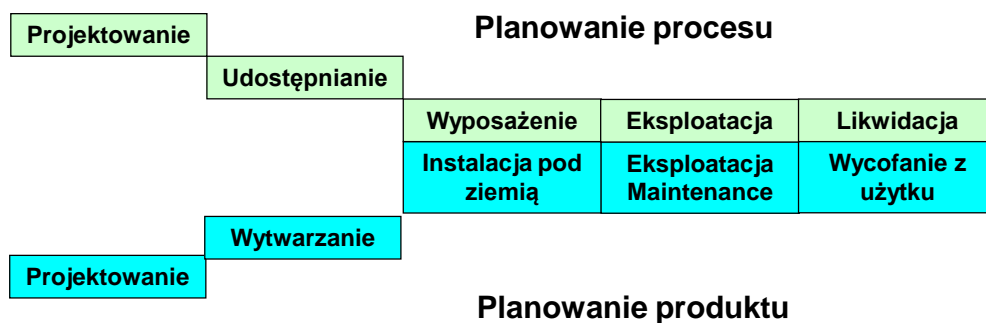 Planowanie procesu
Projektowanie
Udostępnianie
Wyposażenie
Eksploatacja
Likwidacja
Instalacja pod
ziemią
Eksploatacja
Maintenance
Wycofanie z
użytku
Wytwarzanie
Projektowanie
Planowanie produktu